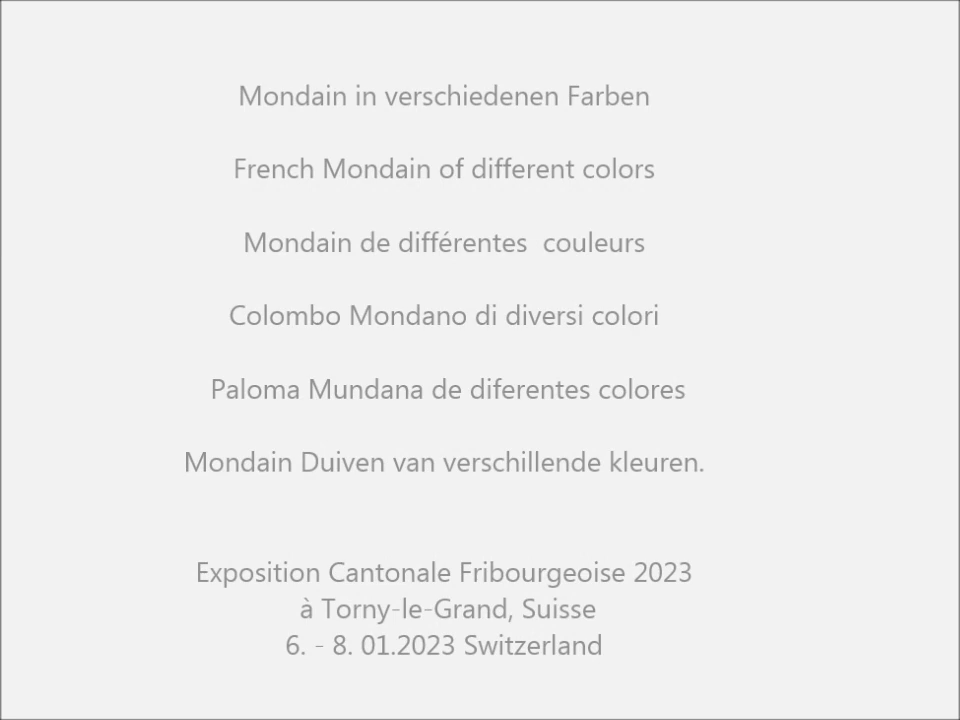 Mondain in verschiedenen Farben
French Mondain of different colors
Mondain de différentes  couleurs
Colombo Mondano di diversi colori
Paloma Mundana de diferentes colores
Mondain Duiven van verschillende kleuren.
Exposition Cantonale Fribourgeoise 2023
à Torny-le-Grand, Suisse
6. - 8. 01.2023 Switzerland